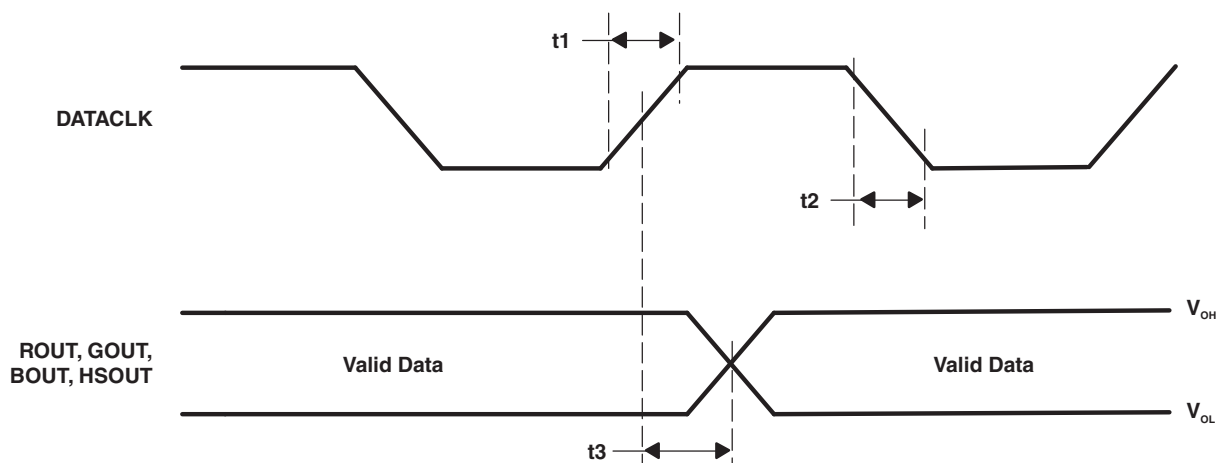 t1
DATACLK
t2
V_OH
ROUT, GOUT,
BOUT, HSOUT
Valid Data
Valid Data
V_OL
t3